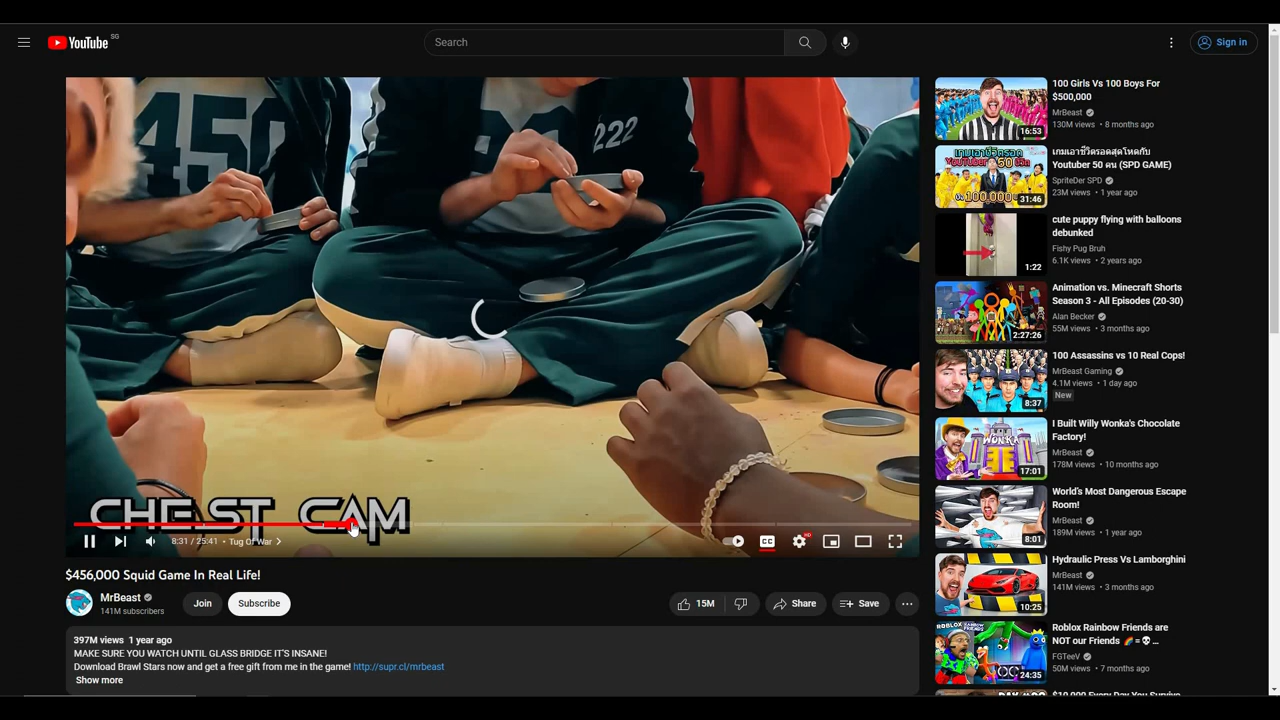 YouTube SG
Search
Sign in
450
222
CHEST CAM
8:31 / 25:41 • Tug Of War
CC
HD
$456,000 Squid Game In Real Life!
MrBeast
141M subscribers
Join
Subscribe
15M
Share
Save
397M views 1 year ago
MAKE SURE YOU WATCH UNTIL GLASS BRIDGE IT'S INSANE!
Download Brawl Stars now and get a free gift from me in the game! http://supr.cl/mrbeast
Show more
16:53
100 Girls Vs 100 Boys For
$500,000
MrBeast
130M views • 8 months ago
31:46
เกมเอาชีวิตรอดสุดโหดกับ
Youtuber 50 คน (SPD GAME)
SpriteDer SPD
23M views • 1 year ago
1:22
cute puppy flying with balloons
debunked
Fishy Pug Bruh
6.1K views • 2 years ago
2:27:26
Animation vs. Minecraft Shorts
Season 3 - All Episodes (20-30)
Alan Becker
55M views • 3 months ago
8:37
100 Assassins vs 10 Real Cops!
MrBeast Gaming
4.1M views • 1 day ago
New
WONKA
17:01
I Built Willy Wonka's Chocolate
Factory!
MrBeast
178M views • 10 months ago
8:01
World's Most Dangerous Escape
Room!
MrBeast
189M views • 1 year ago
10:25
Hydraulic Press Vs Lamborghini
MrBeast
141M views • 3 months ago
24:35
Roblox Rainbow Friends are
NOT our Friends 🌈=💀 ...
FGTeeV
50M views • 7 months ago
$10,000 Every Day You Survive